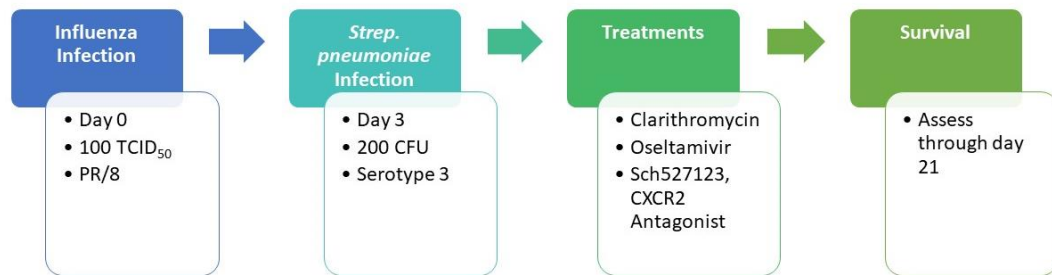 Influenza
Infection
• Day 0
• 100 TCID₅₀
• PR/8
Strep.
pneumoniae
Infection
• Day 3
• 200 CFU
• Serotype 3
Treatments
• Clarithromycin
• Oseltamivir
• Sch527123,
CXCR2
Antagonist
Survival
• Assess
through day
21